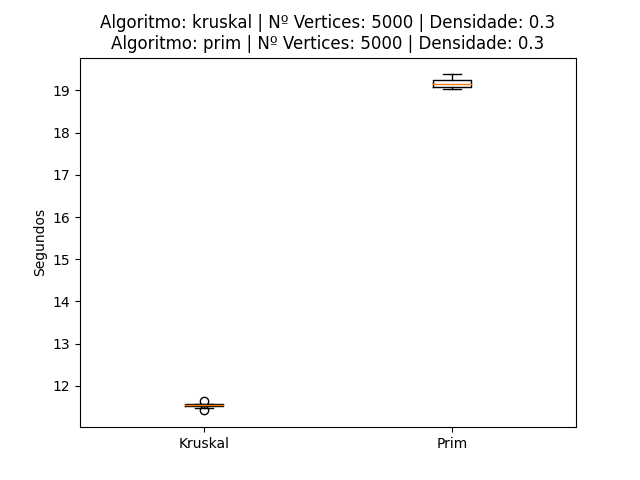 Algoritmo: kruskal | Nº Vertices: 5000 | Densidade: 0.3
Algoritmo: prim | Nº Vertices: 5000 | Densidade: 0.3
Segundos
19
18
17
16
15
14
13
12
Kruskal
Prim